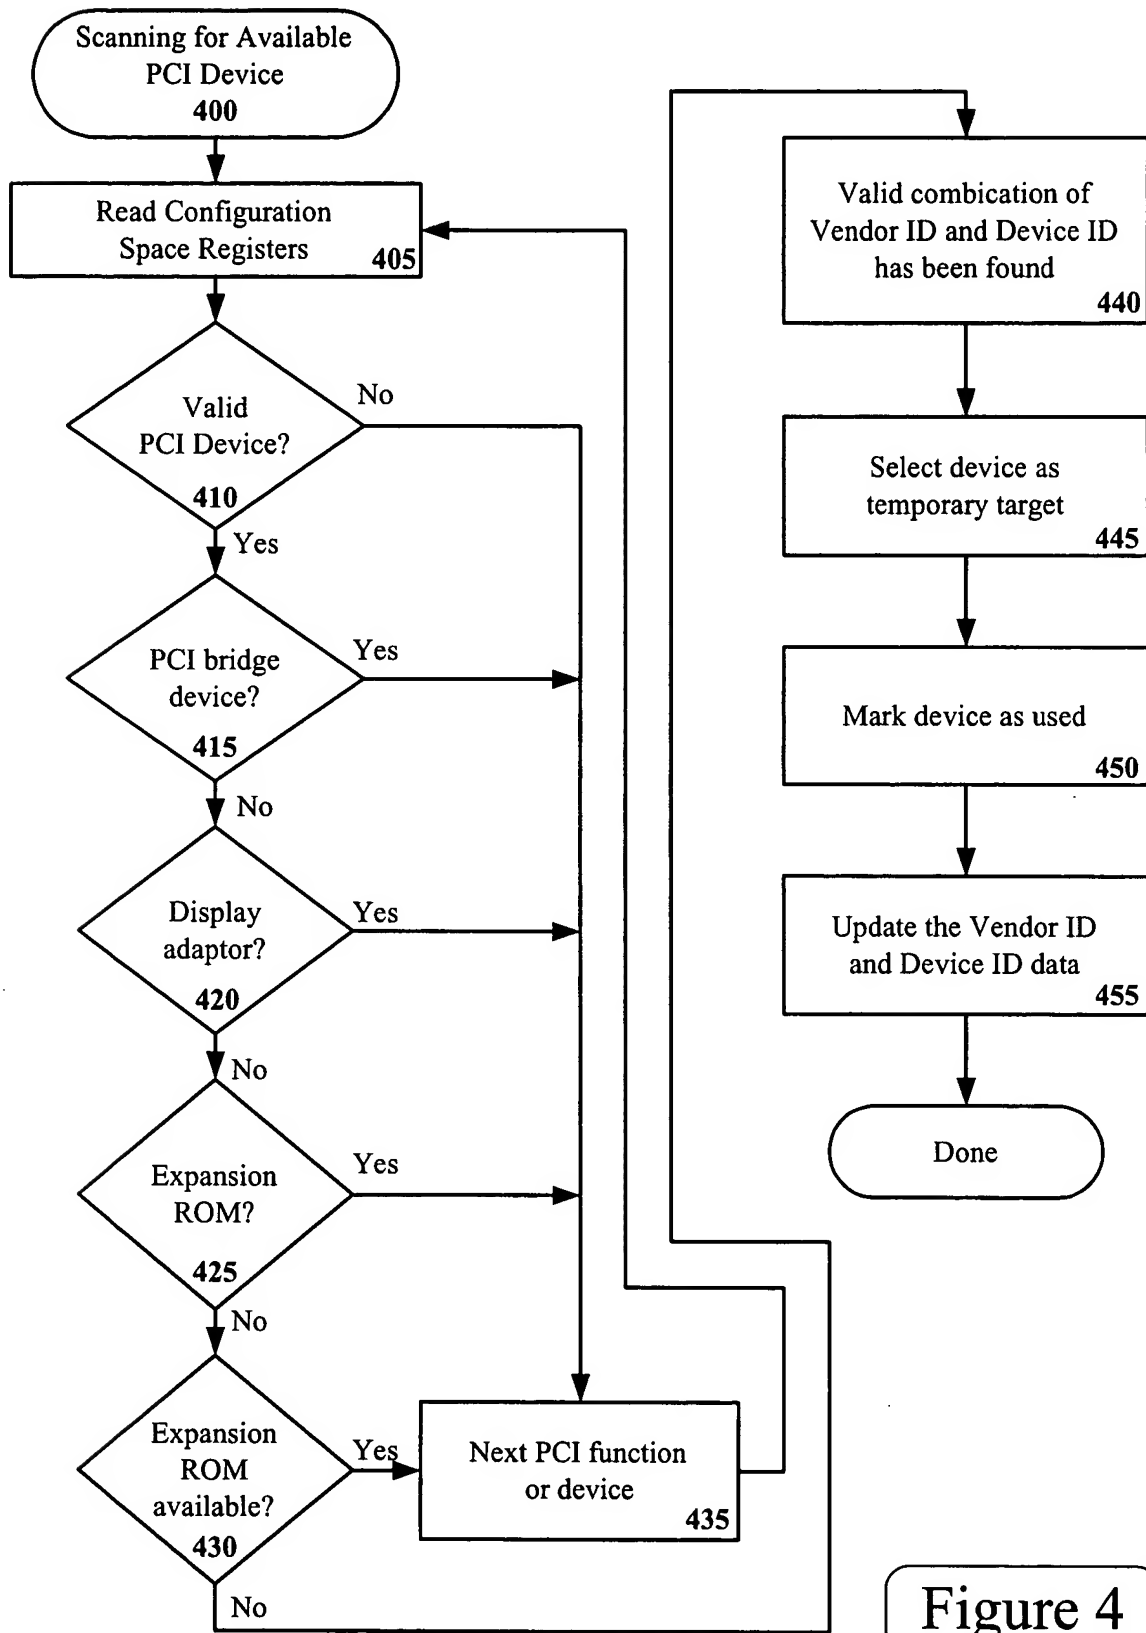 Scanning for Available
PCI Device
400
Read Configuration
Space Registers
405
Valid
PCI Device?
410
No
Yes
PCI bridge
device?
415
Yes
No
Display
adaptor?
420
Yes
No
Expansion
ROM?
425
Yes
No
Expansion
ROM
available?
430
Yes
No
Next PCI function
or device
435
Valid combication of
Vendor ID and Device ID
has been found
440
Select device as
temporary target
445
Mark device as used
450
Update the Vendor ID
and Device ID data
455
Done
Figure 4